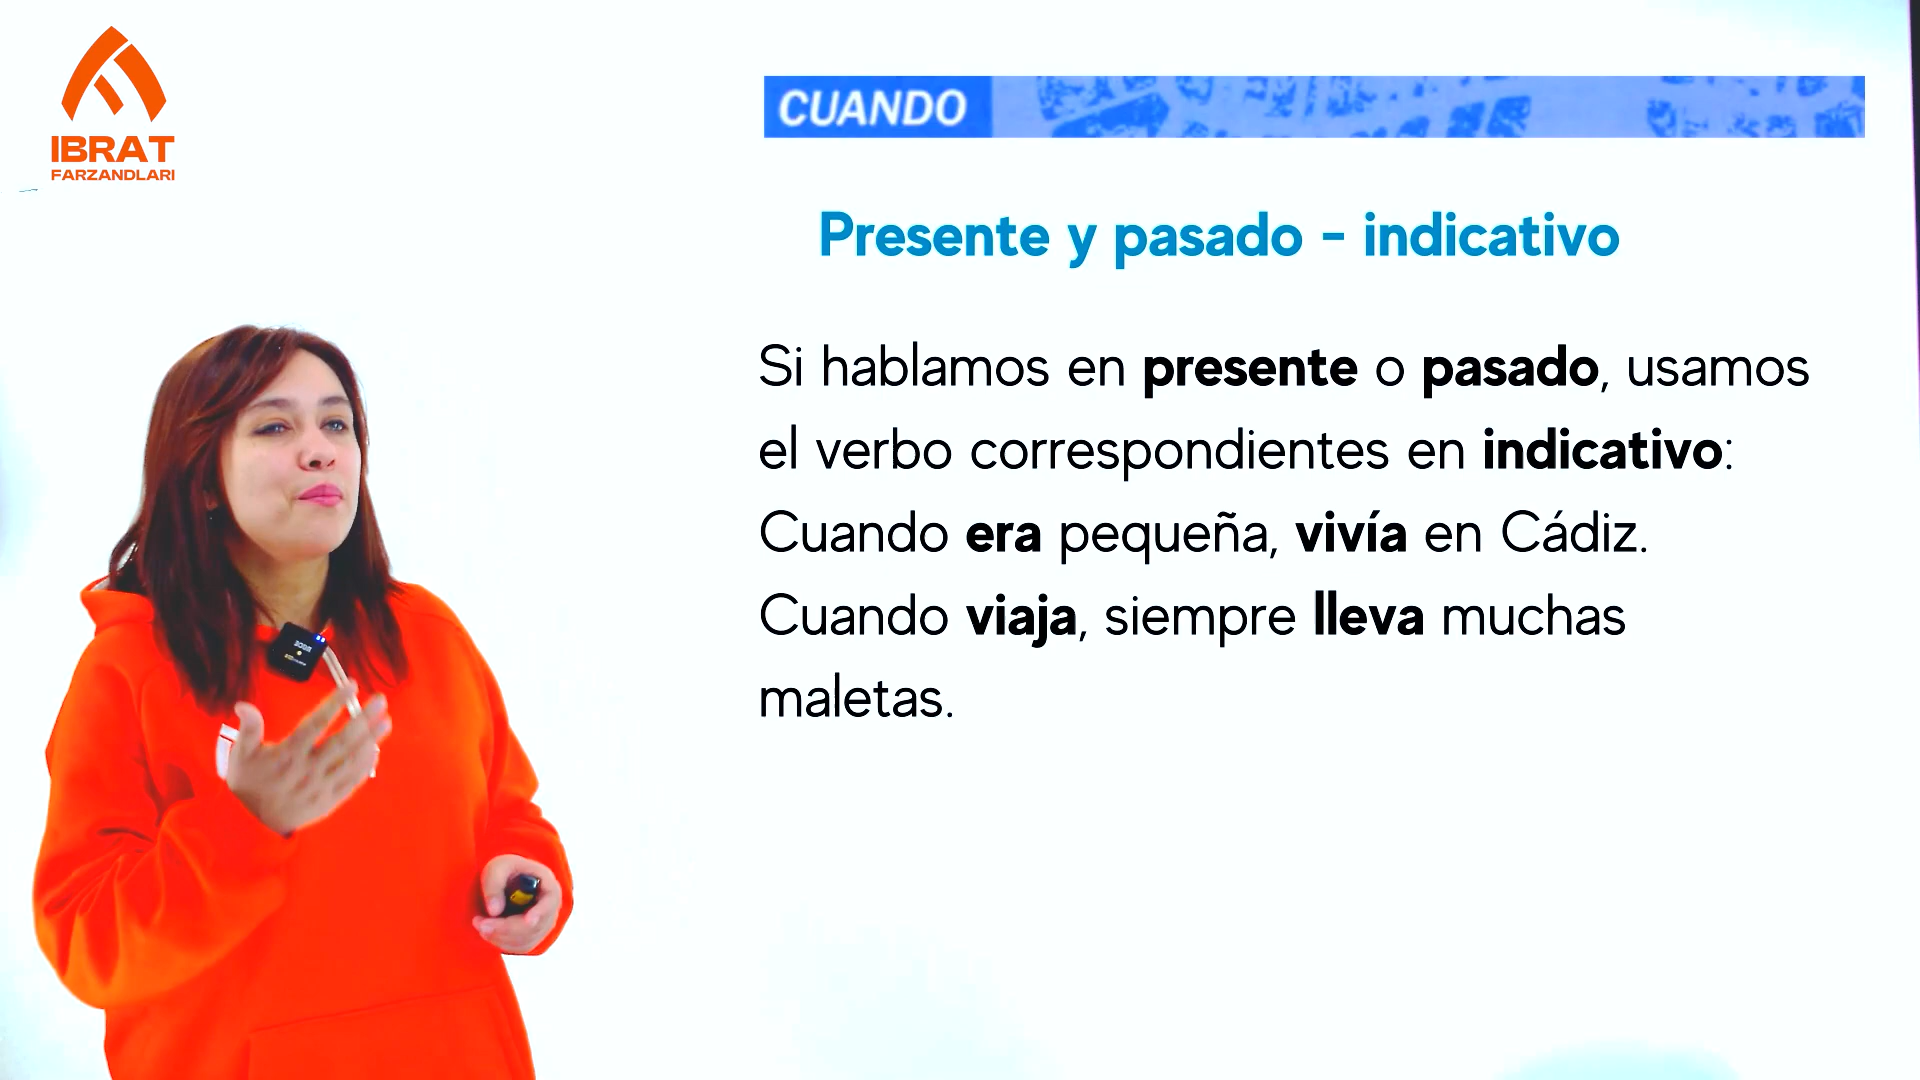 IBRAT
FARZANDLARI
CUANDO
Presente y pasado - indicativo
Si hablamos en presente o pasado, usamos
el verbo correspondientes en indicativo:
Cuando era pequeña, vivía en Cádiz.
Cuando viaja, siempre lleva muchas
maletas.